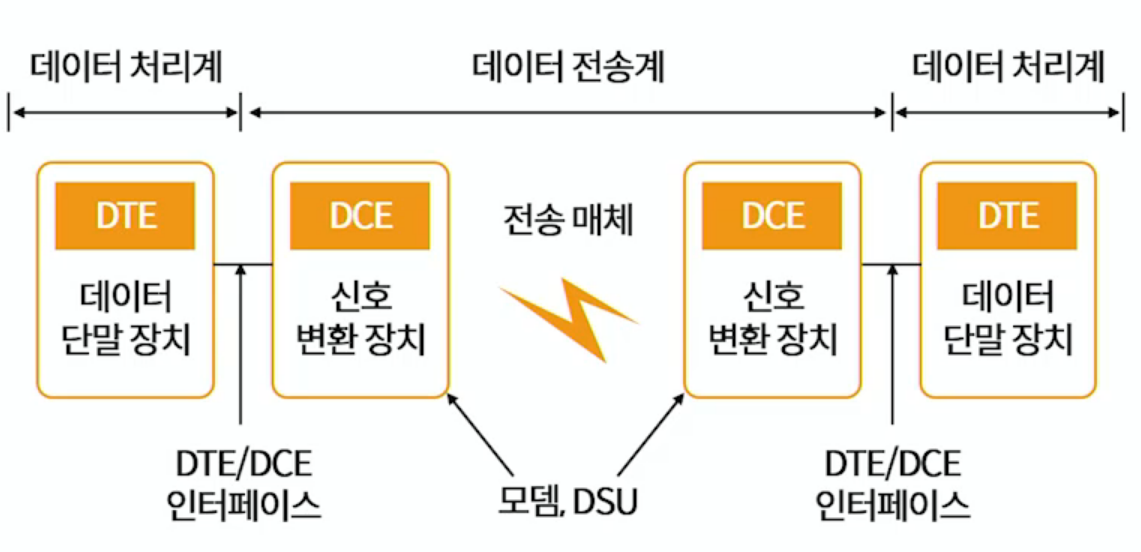 데이터 처리계
데이터 전송계
데이터 처리계
DTE
데이터
단말 장치
DCE
신호
변환 장치
전송 매체
DCE
신호
변환 장치
DTE
데이터
단말 장치
DTE/DCE
인터페이스
모뎀, DSU
DTE/DCE
인터페이스